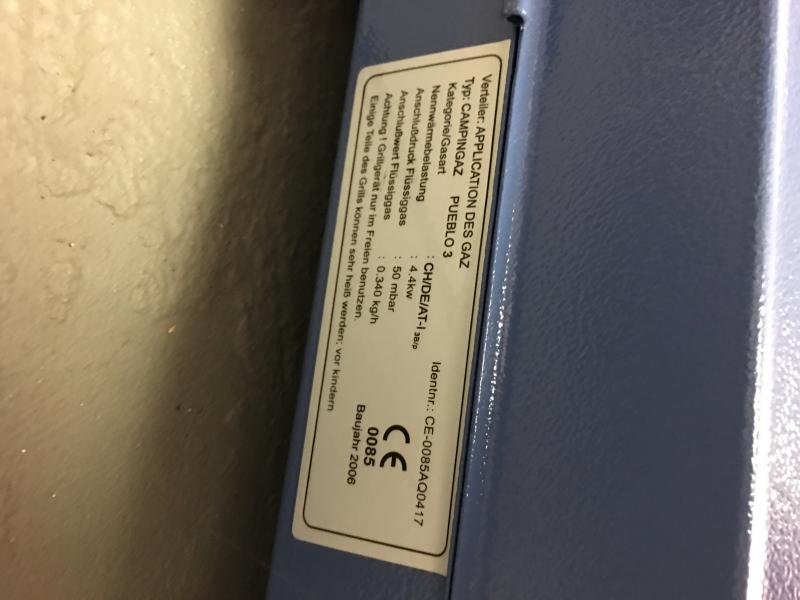 Verteiler: APPLICATION DES GAZ
Typ: CAMPINGAZ PUEBLO 3 Identnr.: CE-0085AQ0417
Kategorie/Gasart : CH/DE/AT-I 3B/p
Nennwärmebelastung : 4.4kw
Anschlußdruck Flüssiggas : 50 mbar
Anschlußwert Flüssiggas : 0.340 kg/h
Achtung ! Grillgerät nur im Freien benutzen.
Einige Teile des Grills können sehr heiß werden; vor kindern
CE
0085
Baujahr 2006